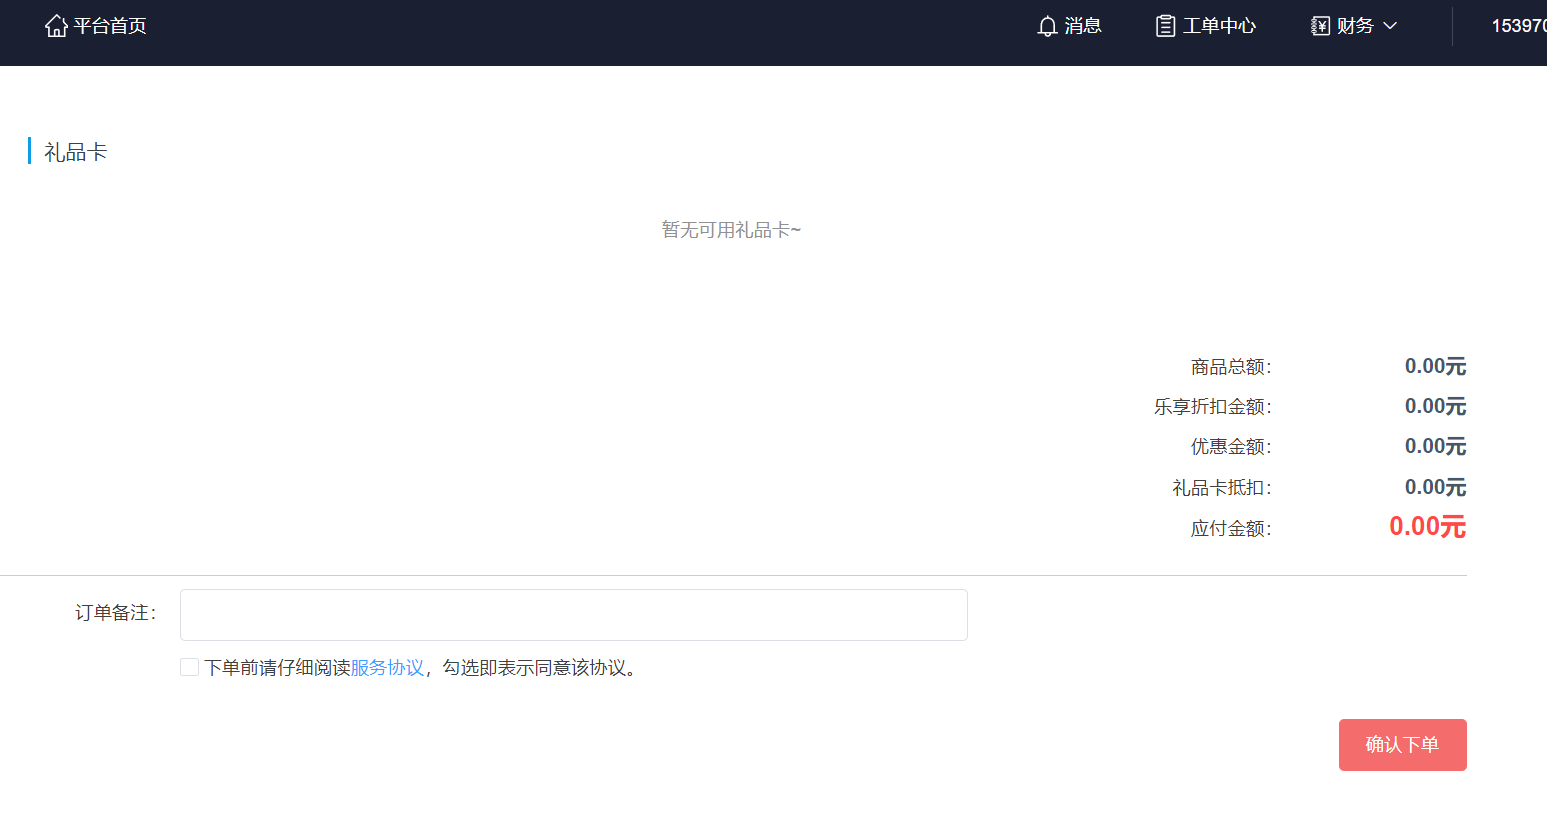 平台首页 消息 工单中心 财务 153970
礼品卡
暂无可用礼品卡~
商品总额： 0.00元
乐享折扣金额： 0.00元
优惠金额： 0.00元
礼品卡抵扣： 0.00元
应付金额： 0.00元
订单备注：
下单前请仔细阅读服务协议，勾选即表示同意该协议。
确认下单